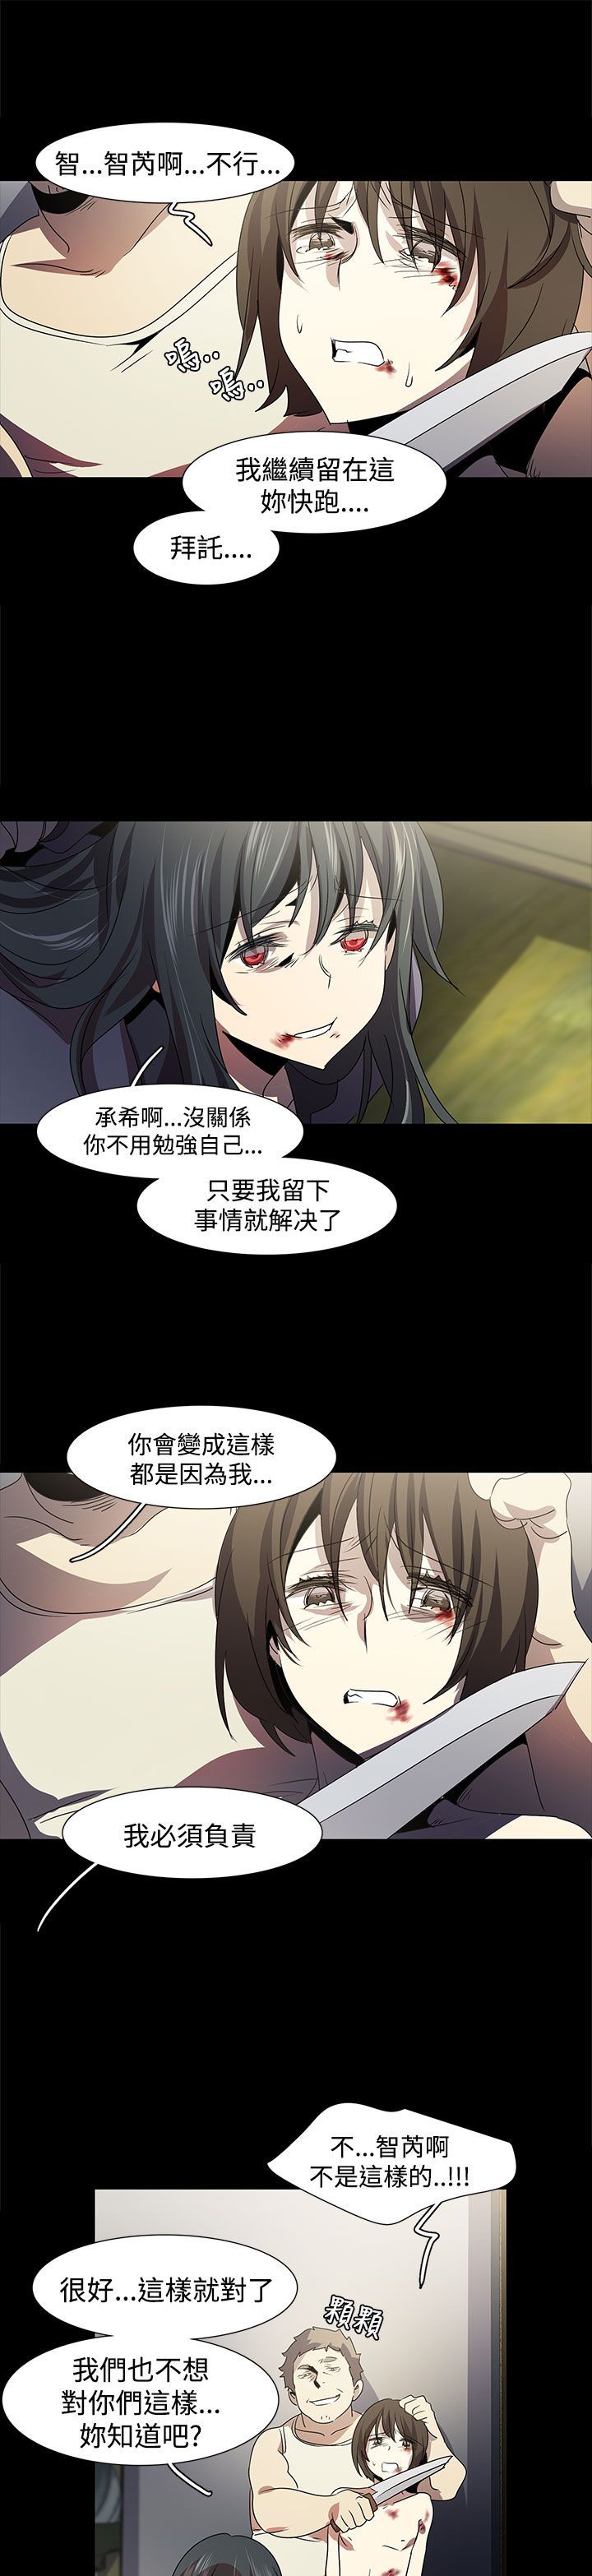 智...智芮啊...不行...
嗚..
嗚..
我繼續留在這
妳快跑....
拜託....
承希啊...沒關係
你不用勉強自己...
只要我留下
事情就解決了
你會變成這樣
都是因為我...
我必須負責
不...智芮啊
不是這樣的..!!!
很好...這樣就對了
顆顆
我們也不想
對你們這樣...
妳知道吧?